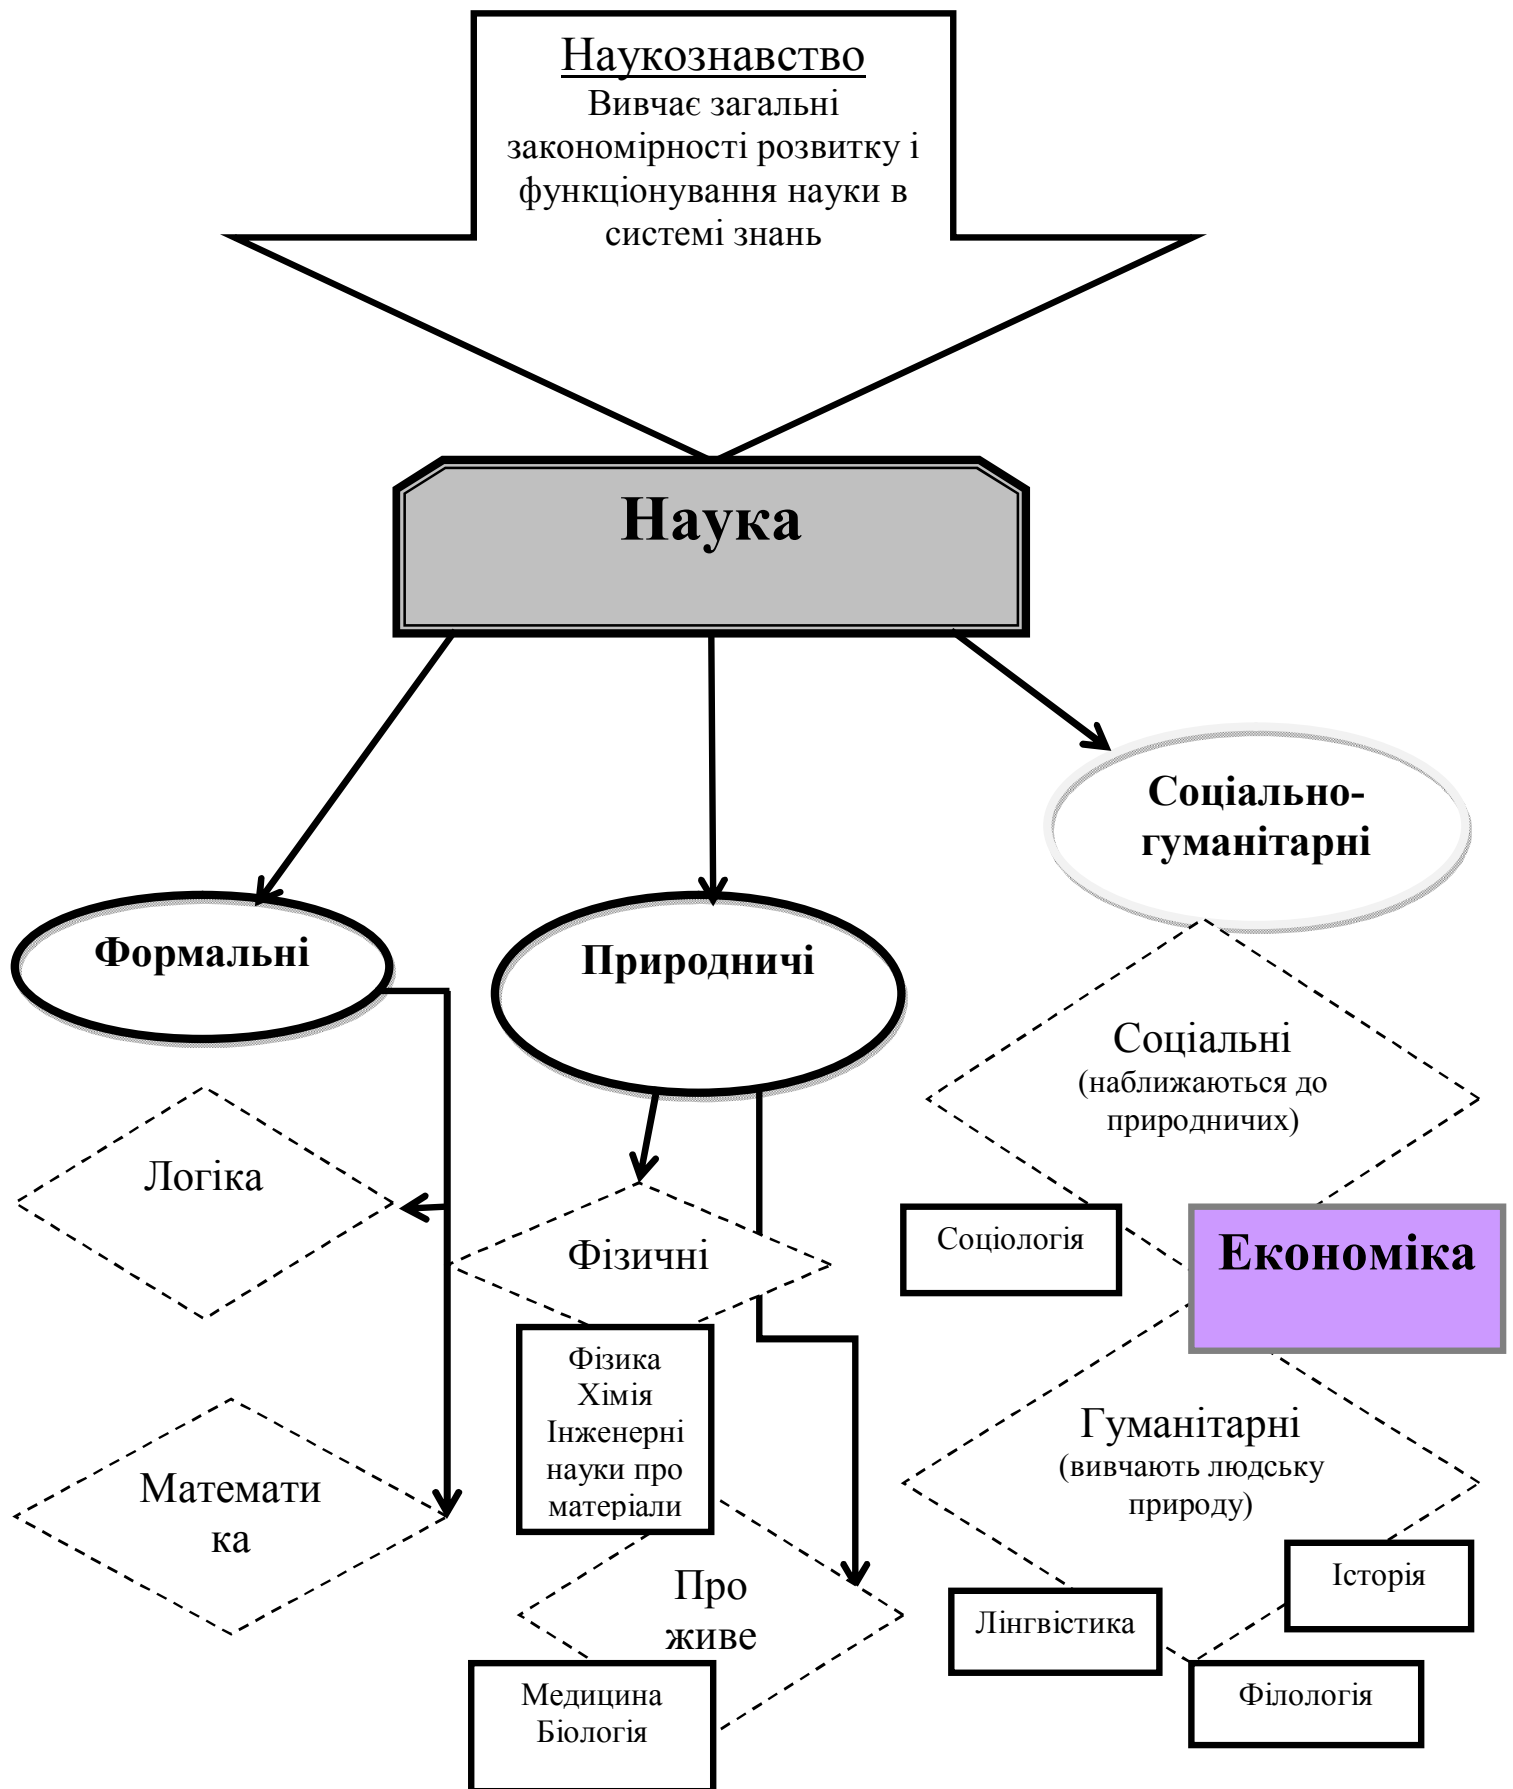 Наукознавство
Вивчає загальні
закономірності розвитку і
функціонування науки в
системі знань
Наука
Соціально-
гуманітарні
Формальні
Природничі
Соціальні
(наближаються до
природничих)
Логіка
Фізичні
Соціологія
Економіка
Фізика
Хімія
Інженерні
науки про
матеріали
Гуманітарні
(вивчають людську
природу)
Математи
ка
Про
живе
Історія
Лінгвістика
Філологія
Медицина
Біологія